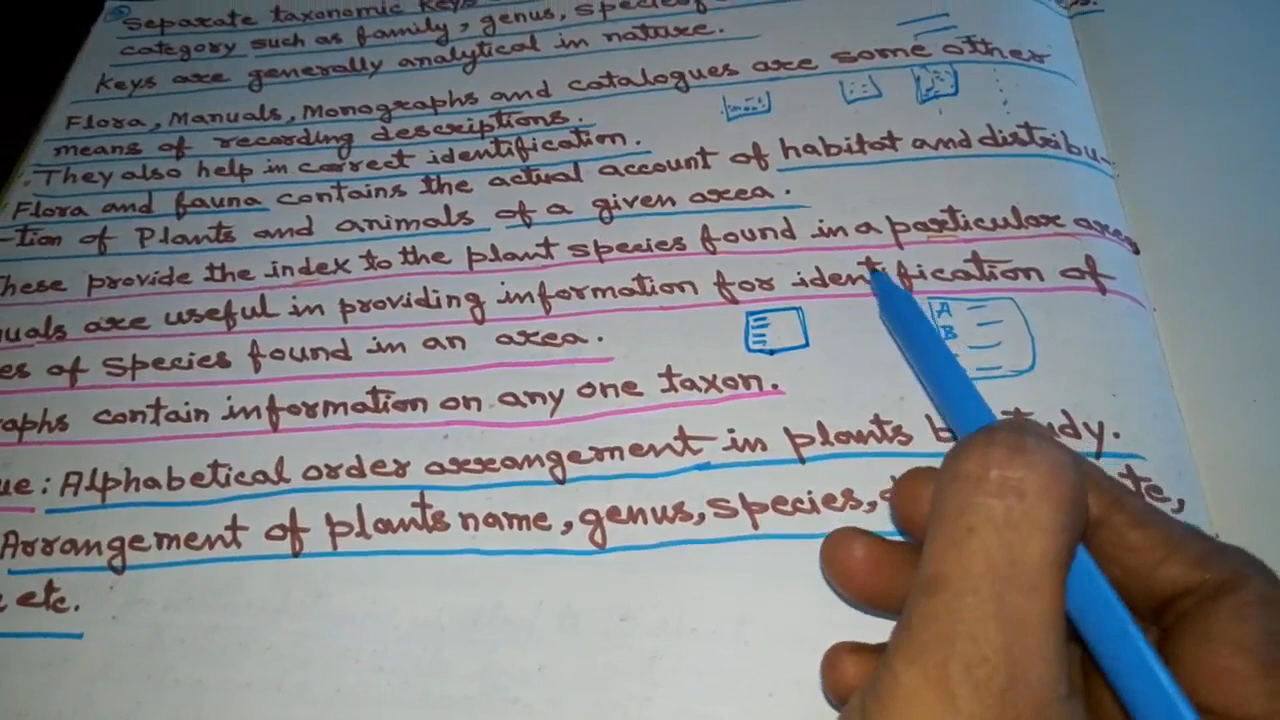 Separate taxonomic keys
category such as family, genus, species
Keys are generally analytical in nature.
Flora, Manuals, Monographs and catalogues are some other
means of recording descriptions.
They also help in correct identification.
Flora and fauna contains the actual account of habitat and distribu-
-tion of Plants and animals of a given area.
hese provide the index to the plant species found in a particular area
uals are useful in providing information for identification of
es of species found in an area.
aphs contain information on any one taxon.
ue: Alphabetical order arrangement in plants study.
Arrangement of plants name, genus, species,
etc.
A
B